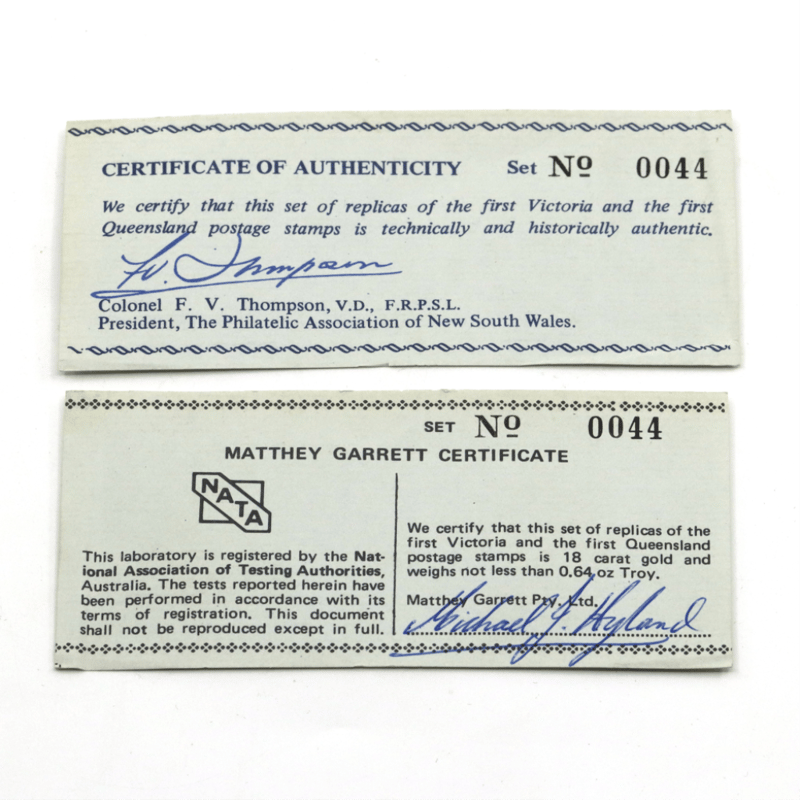 CERTIFICATE OF AUTHENTICITY Set Nº 0044
We certify that this set of replicas of the first Victoria and the first
Queensland postage stamps is technically and historically authentic.
F.V. Thompson
Colonel F. V. Thompson, V.D., F.R.P.S.L.
President, The Philatelic Association of New South Wales.
SET Nº 0044
MATTHEY GARRETT CERTIFICATE
NATA
This laboratory is registered by the Nat-
ional Association of Testing Authorities,
Australia. The tests reported herein have
been performed in accordance with its
terms of registration. This document
shall not be reproduced except in full.
We certify that this set of replicas of the
first Victoria and the first Queensland
postage stamps is 18 carat gold and
weighs not less than 0.64 oz Troy.
Matthey Garrett Pty. Ltd.
Michael J. Hyland